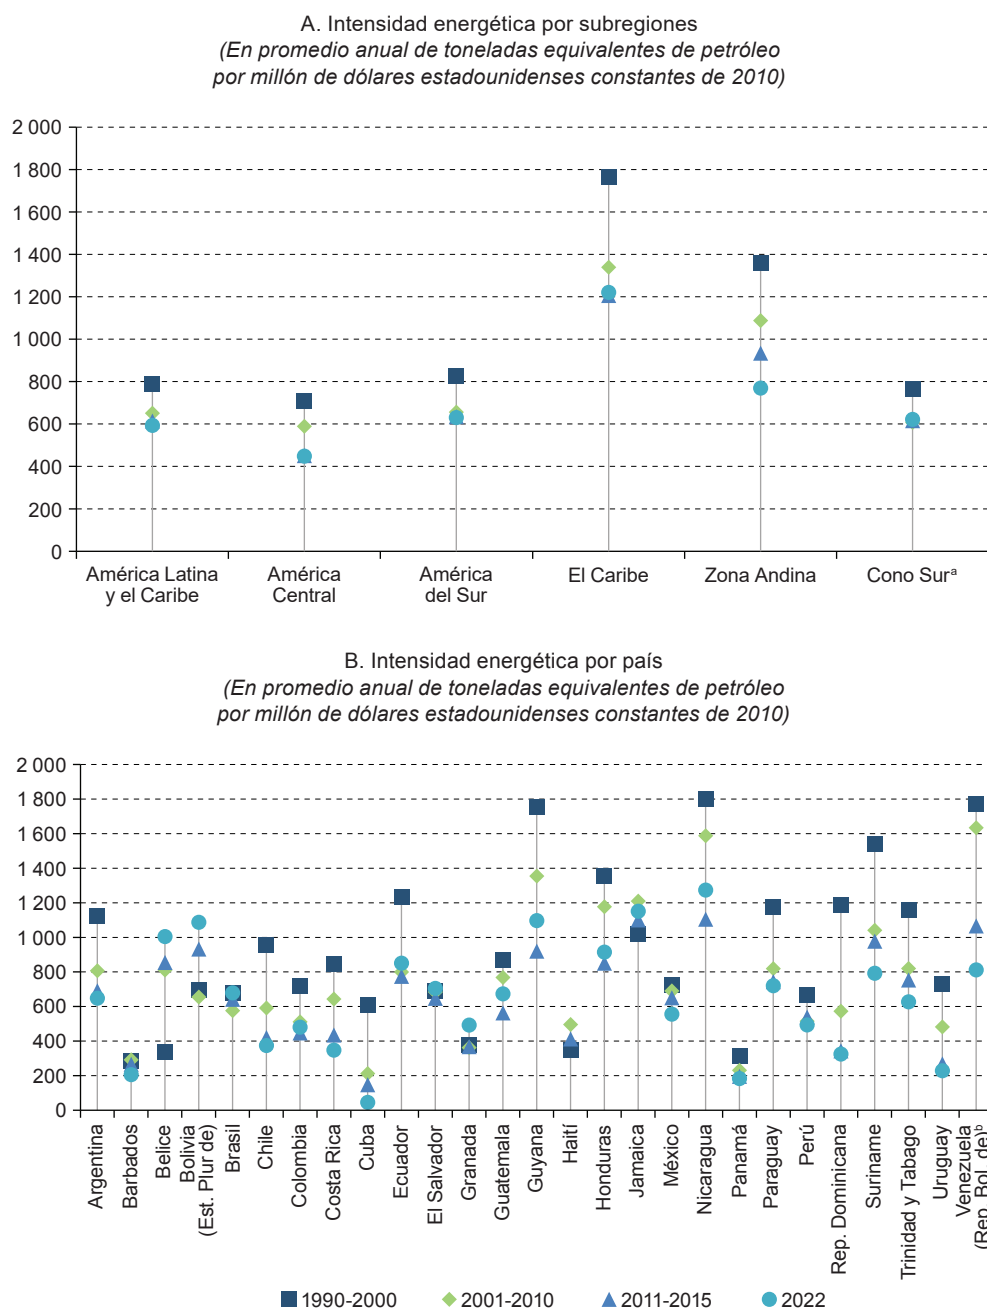 A. Intensidad energética por subregiones
(En promedio anual de toneladas equivalentes de petróleo
por millón de dólares estadounidenses constantes de 2010)
2 000
1 800
1 600
1 400
1 200
1 000
800
600
400
200
0
América Latina
y el Caribe
América
Central
América
del Sur
El Caribe
Zona Andina
Cono Surᵃ
B. Intensidad energética por país
(En promedio anual de toneladas equivalentes de petróleo
por millón de dólares estadounidenses constantes de 2010)
2 000
1 800
1 600
1 400
1 200
1 000
800
600
400
200
0
Argentina
Barbados
Belice
Bolivia
(Est. Plur de)
Brasil
Chile
Colombia
Costa Rica
Cuba
Ecuador
El Salvador
Granada
Guatemala
Guyana
Haití
Honduras
Jamaica
México
Nicaragua
Panamá
Paraguay
Perú
Rep. Dominicana
Suriname
Trinidad y Tabago
Uruguay
Venezuela
(Rep. Bol. de)ᵇ
1990-2000
2001-2010
2011-2015
2022